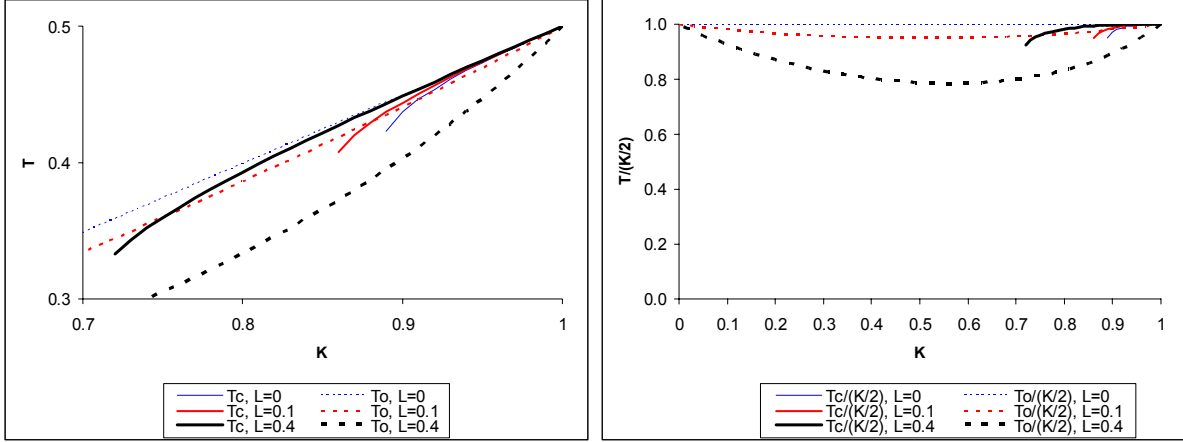 0.5
0.4
0.3
T
0.7
0.8
0.9
1
K
Tc, L=0
To, L=0
Tc, L=0.1
To, L=0.1
Tc, L=0.4
To, L=0.4
1.0
0.8
0.6
0.4
0.2
0.0
T/(K/2)
0
0.1
0.2
0.3
0.4
0.5
0.6
0.7
0.8
0.9
1
K
Tc/(K/2), L=0
To/(K/2), L=0
Tc/(K/2), L=0.1
To/(K/2), L=0.1
Tc/(K/2), L=0.4
To/(K/2), L=0.4